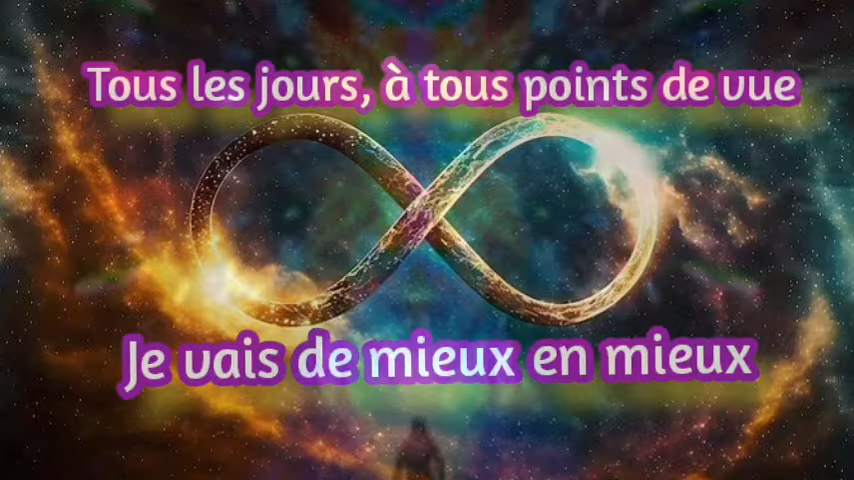 Tous les jours, à tous points de vue
Je vais de mieux en mieux